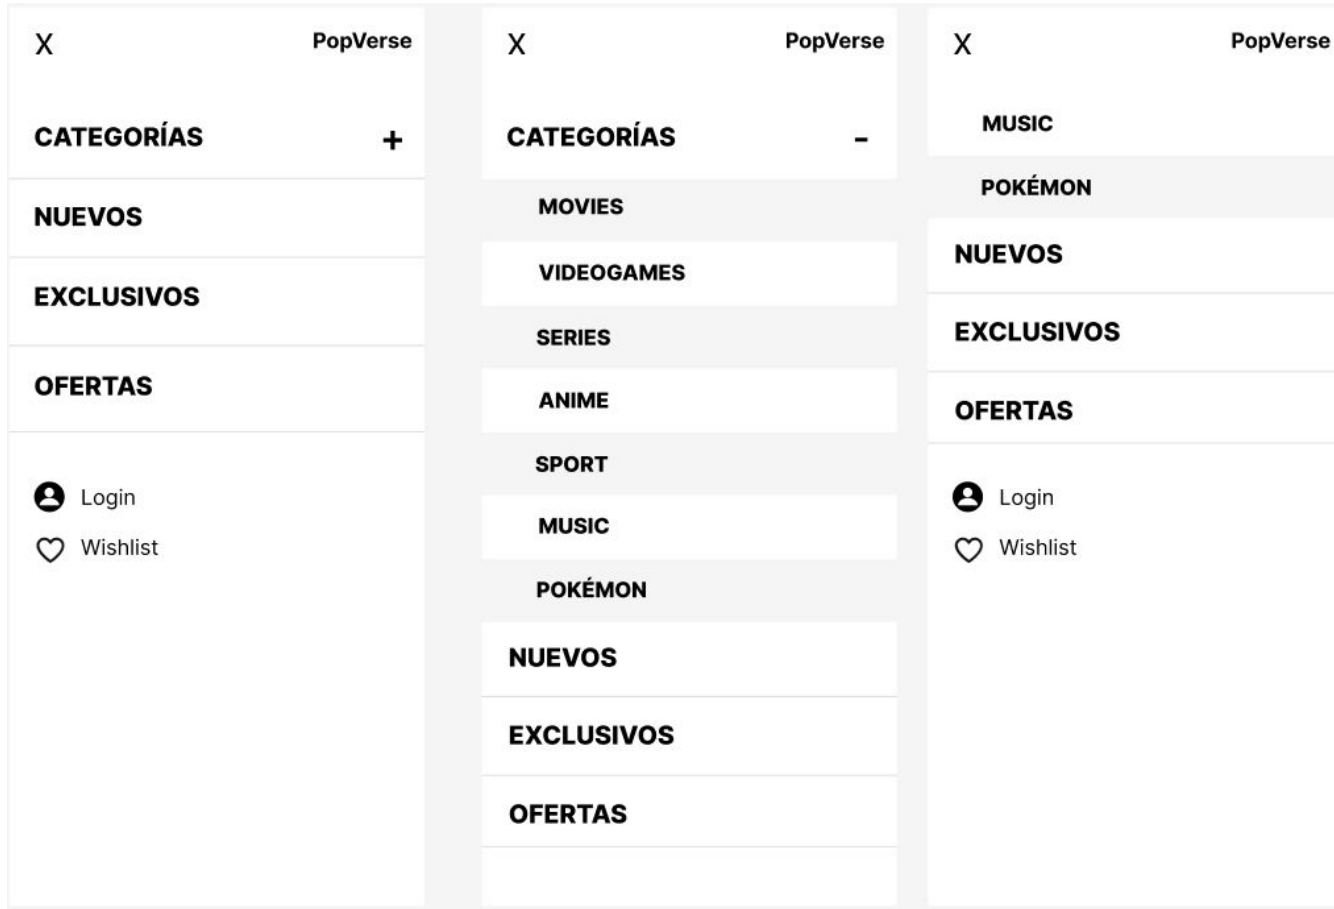 X PopVerse
CATEGORÍAS +
NUEVOS
EXCLUSIVOS
OFERTAS
Login
Wishlist
X PopVerse
CATEGORÍAS -
MOVIES
VIDEOGAMES
SERIES
ANIME
SPORT
MUSIC
POKÉMON
NUEVOS
EXCLUSIVOS
OFERTAS
X PopVerse
MUSIC
POKÉMON
NUEVOS
EXCLUSIVOS
OFERTAS
Login
Wishlist